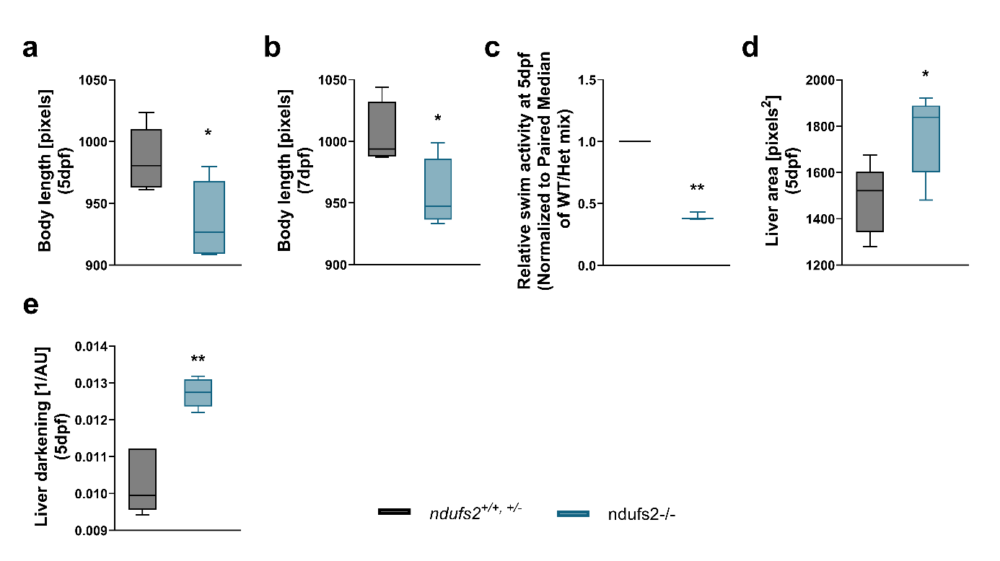 a
Body length [pixels]
(5dpf)
1050
1000
950
900
*
b
Body length [pixels]
(7dpf)
1050
1000
950
900
*
c
Relative swim activity at 5dpf
(Normalized to Paired Median
of WT/Het mix)
1.5
1.0
0.5
0.0
**
d
Liver area [pixels²]
(5dpf)
2000
1800
1600
1400
1200
*
e
Liver darkening [1/AU]
(5dpf)
0.014
0.013
0.012
0.011
0.010
0.009
**
ndufs2+/+, +/-
ndufs2-/-